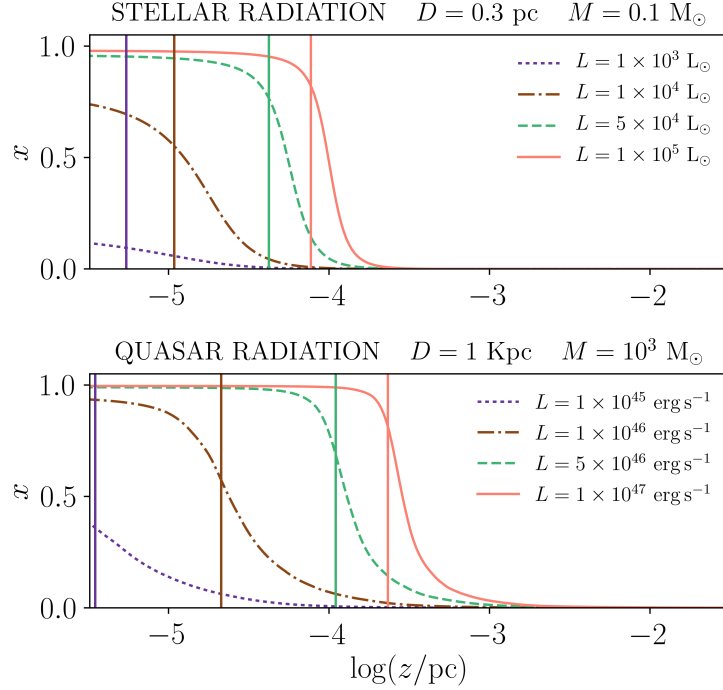 STELLAR RADIATION D = 0.3 pc M = 0.1 M⊙
1.0
0.5
0.0
x
L = 1 × 10³ L⊙
L = 1 × 10⁴ L⊙
L = 5 × 10⁴ L⊙
L = 1 × 10⁵ L⊙
−5 −4 −3 −2
QUASAR RADIATION D = 1 Kpc M = 10³ M⊙
1.0
0.5
0.0
x
L = 1 × 10⁴⁵ erg s⁻¹
L = 1 × 10⁴⁶ erg s⁻¹
L = 5 × 10⁴⁶ erg s⁻¹
L = 1 × 10⁴⁷ erg s⁻¹
−5 −4 −3 −2
log(z/pc)